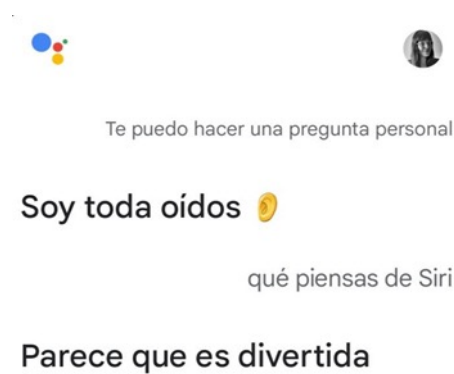 Te puedo hacer una pregunta personal
Soy toda oídos 👂
qué piensas de Siri
Parece que es divertida